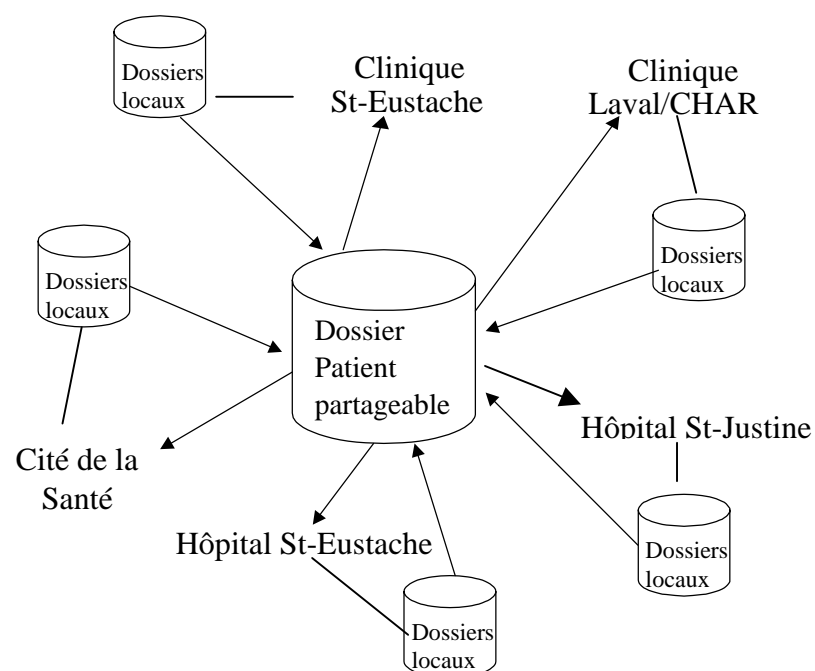 Dossiers
locaux
Clinique
St-Eustache
Clinique
Laval/CHAR
Dossiers
locaux
Dossiers
locaux
Dossier
Patient
partageable
Hôpital St-Justine
Cité de la
Santé
Hôpital St-Eustache
Dossiers
locaux
Dossiers
locaux